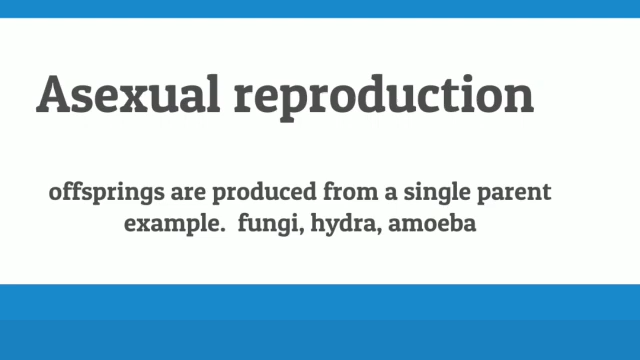 Asexual reproduction
offsprings are produced from a single parent
example.  fungi, hydra, amoeba